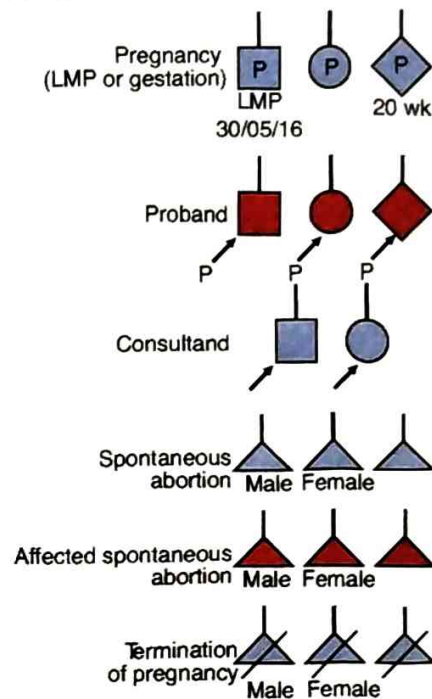 Pregnancy
(LMP or gestation)
P P P
LMP
30/05/16
20 wk
Proband
P P P
Consultand
Spontaneous
abortion
Male Female
Affected spontaneous
abortion
Male Female
Termination
of pregnancy
Male Female